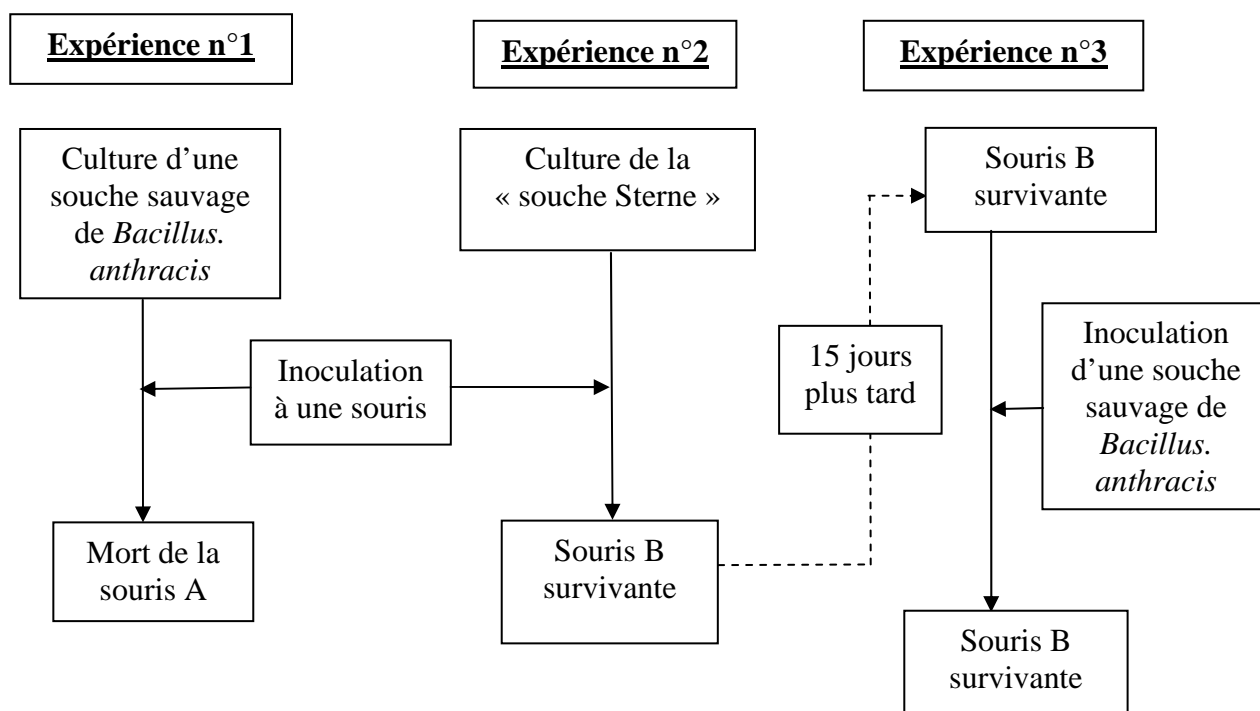 Expérience n°1
Expérience n°2
Expérience n°3
Culture d’une
souche sauvage
de Bacillus.
anthracis
Culture de la
« souche Sterne »
Souris B
survivante
Inoculation
à une souris
15 jours
plus tard
Inoculation
d’une souche
sauvage de
Bacillus.
anthracis
Mort de la
souris A
Souris B
survivante
Souris B
survivante